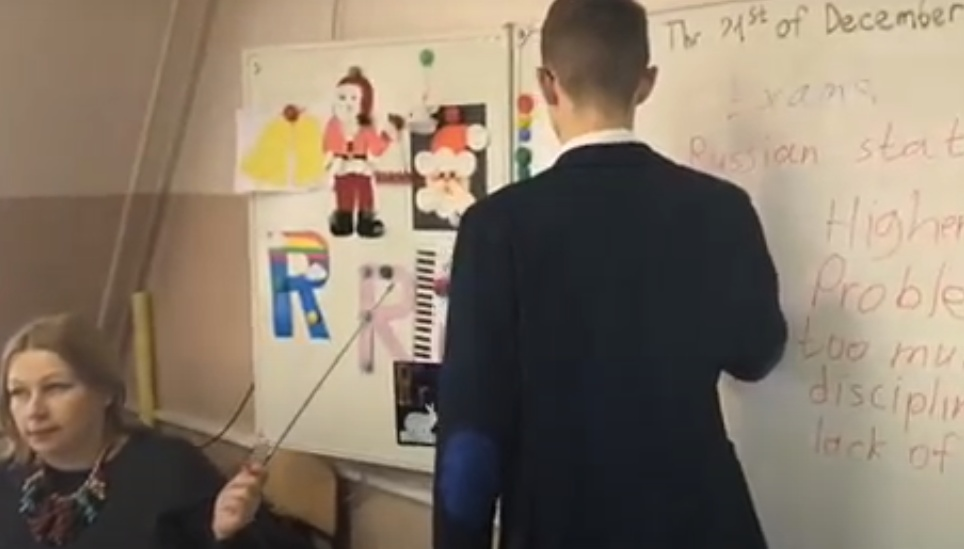 The 21st of December
Exams
Russian stat
Higher
Proble
too mu
disciplin
lack of
R
R